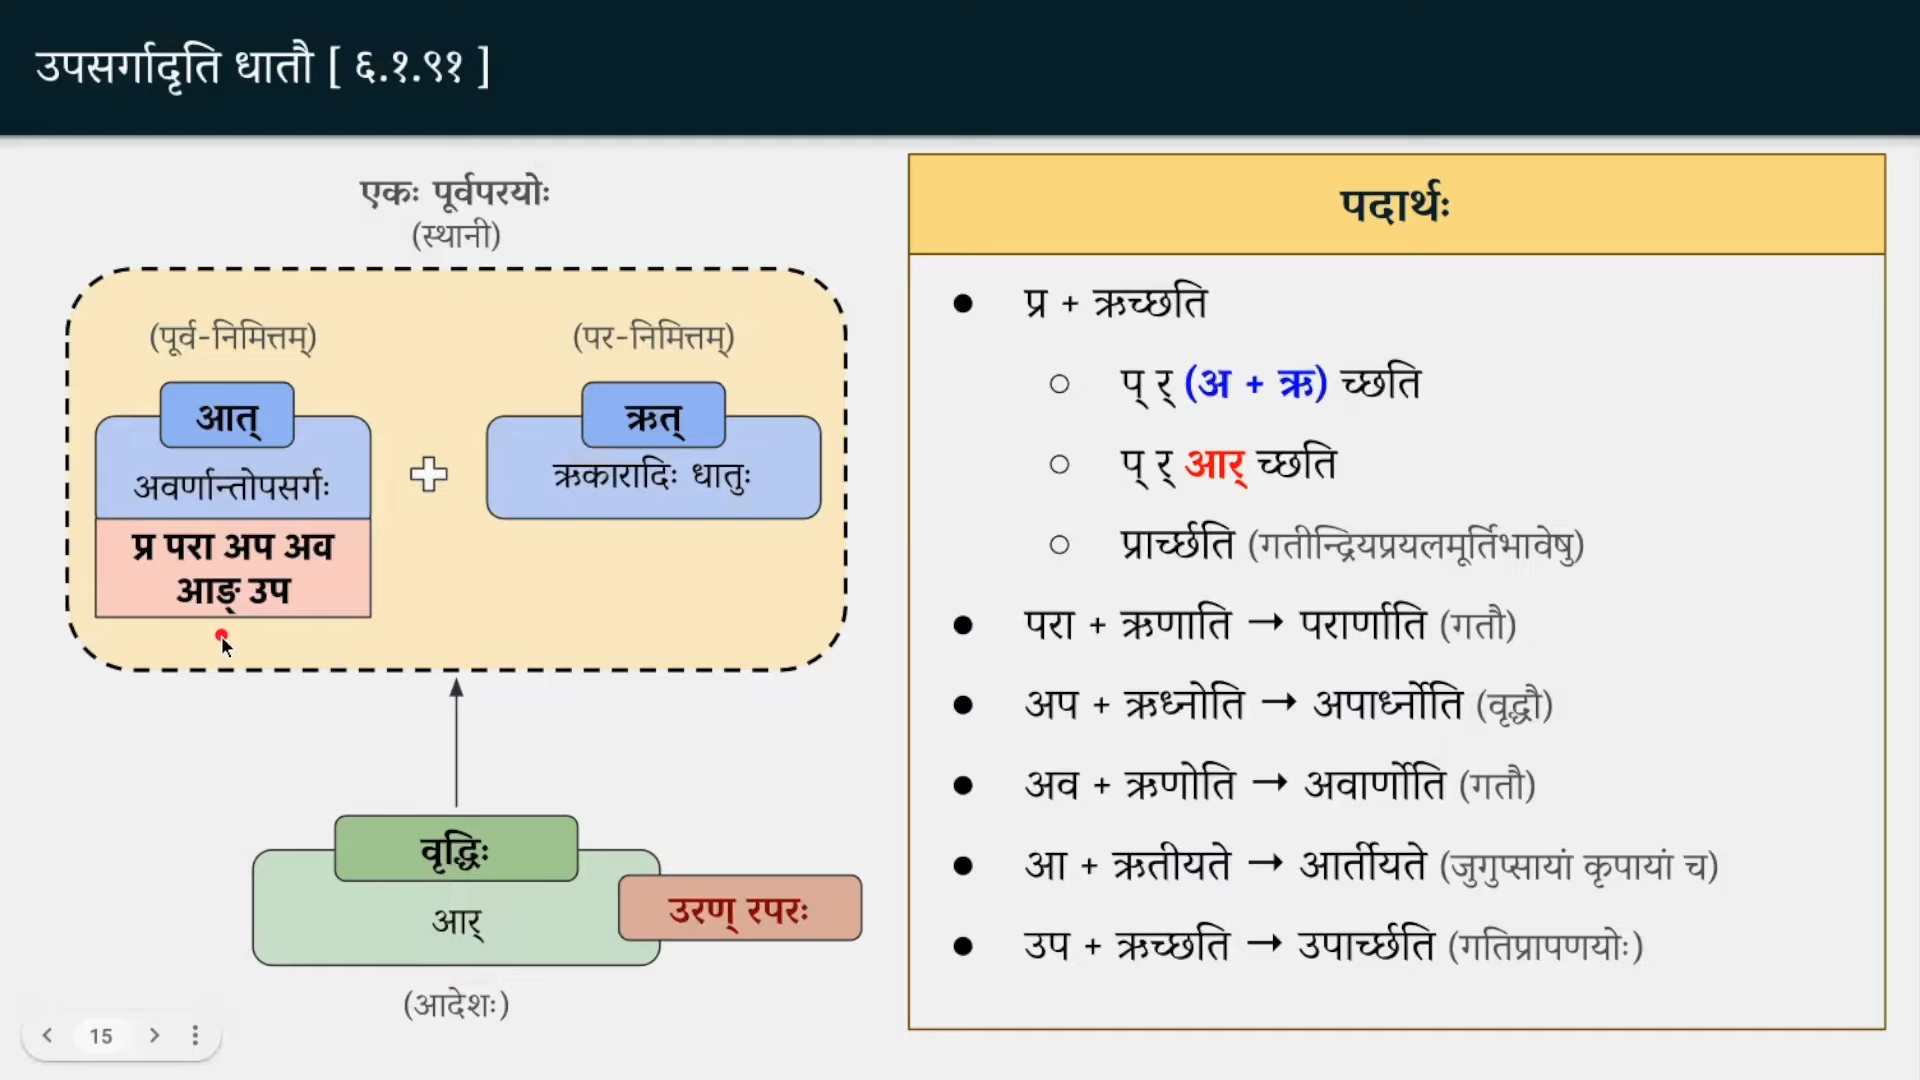 उपसर्गादृति धातौ [ ६.१.९१ ]
एकः पूर्वपरयोः
(स्थानी)
(पूर्व-निमित्तम्)
(पर-निमित्तम्)
आत्
ऋत्
अवर्णान्तोपसर्गः
ऋकारादिः धातुः
प्र परा अप अव
आङ् उप
वृद्धिः
आर्
उरण् रपरः
(आदेशः)
15
पदार्थः
प्र + ऋच्छति
प् र् (अ + ऋ) च्छति
प् र् आर् च्छति
प्रार्च्छति (गतीन्द्रियप्रयलमूर्तिभावेषु)
परा + ऋणाति → परार्णाति (गतौ)
अप + ऋध्नोति → अपार्ध्नोति (वृद्धौ)
अव + ऋणोति → अवार्णोति (गतौ)
आ + ऋतीयते → आर्तीयते (जुगुप्सायां कृपायां च)
उप + ऋच्छति → उपार्च्छति (गतिप्रापणयोः)